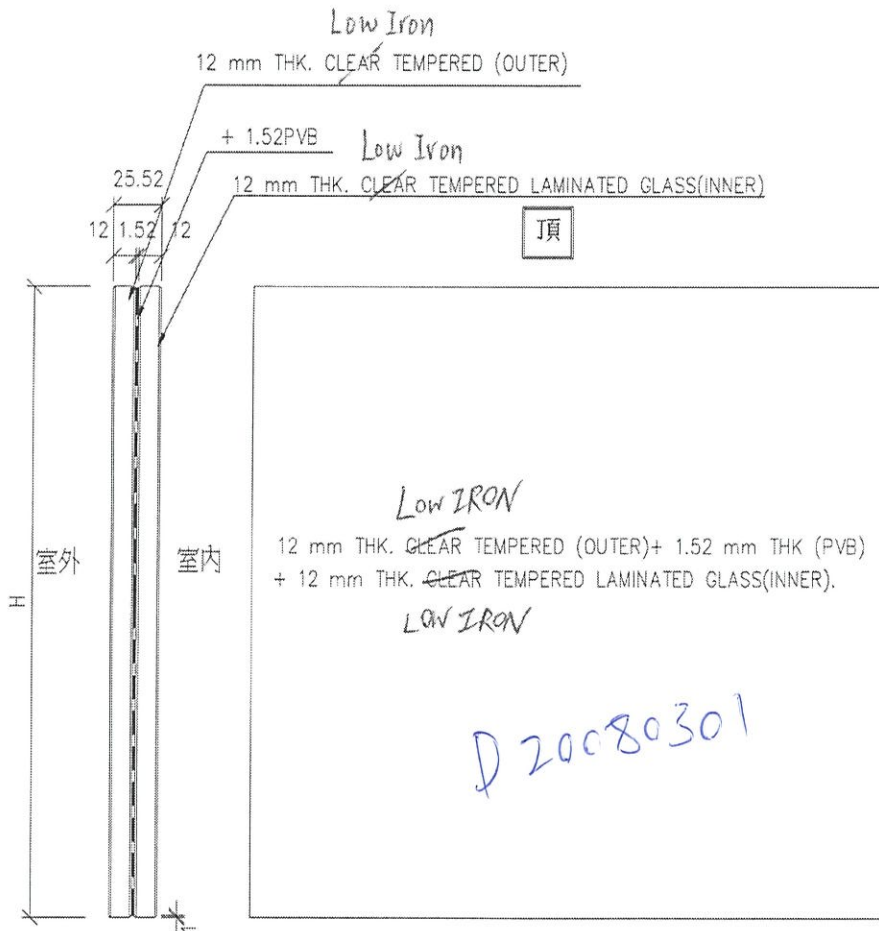 Low Iron
12 mm THK. CLEAR TEMPERED (OUTER)
+ 1.52PVB
Low Iron
25.52
12 mm THK. CLEAR TEMPERED LAMINATED GLASS(INNER)
12 1.52 12
頂
Low IRON
12 mm THK. CLEAR TEMPERED (OUTER)+ 1.52 mm THK (PVB)
室外
室內
+ 12 mm THK. CLEAR TEMPERED LAMINATED GLASS(INNER).
H
LOW IRON
D20080301